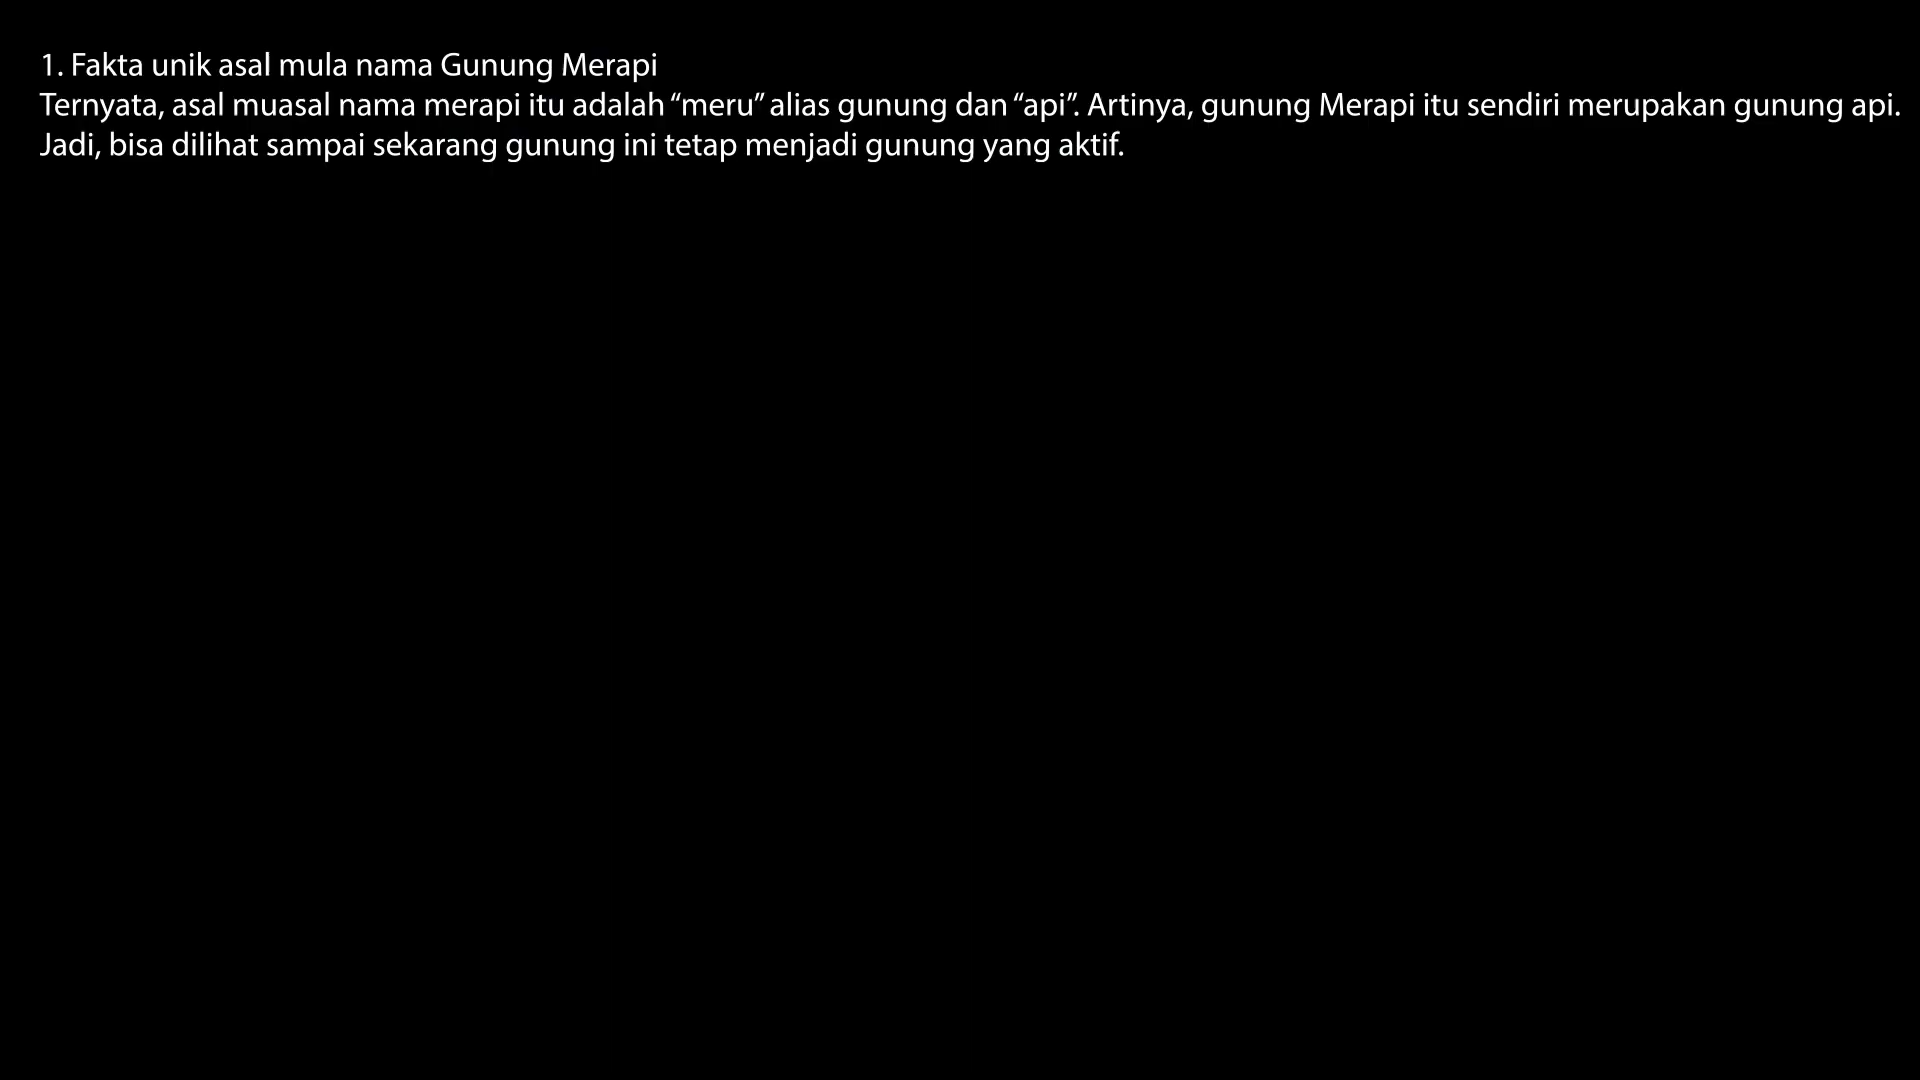 1. Fakta unik asal mula nama Gunung Merapi
Ternyata, asal muasal nama merapi itu adalah “meru” alias gunung dan “api”. Artinya, gunung Merapi itu sendiri merupakan gunung api.
Jadi, bisa dilihat sampai sekarang gunung ini tetap menjadi gunung yang aktif.